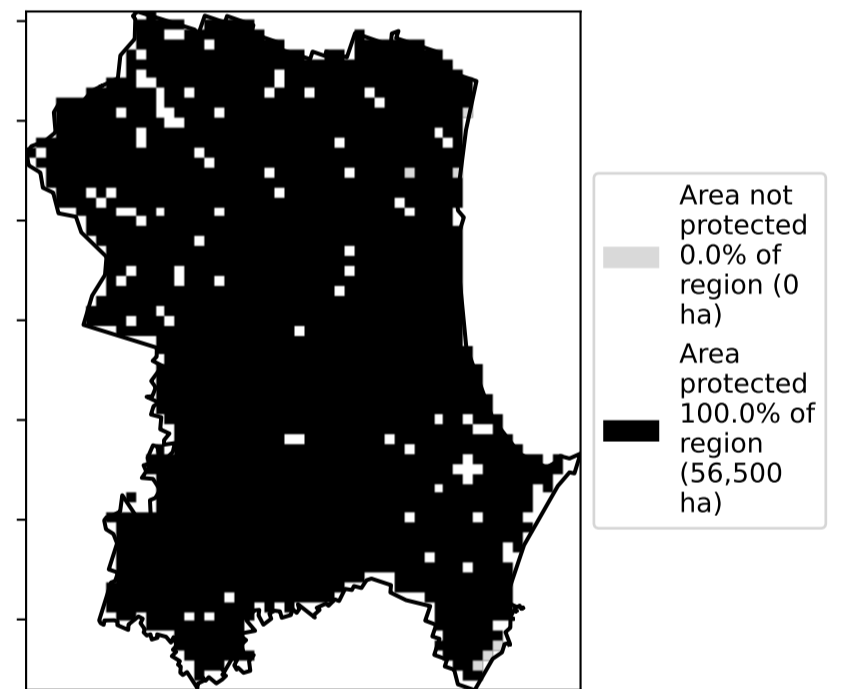 Area not
protected
0.0% of
region (0
ha)
Area
protected
100.0% of
region
(56,500
ha)